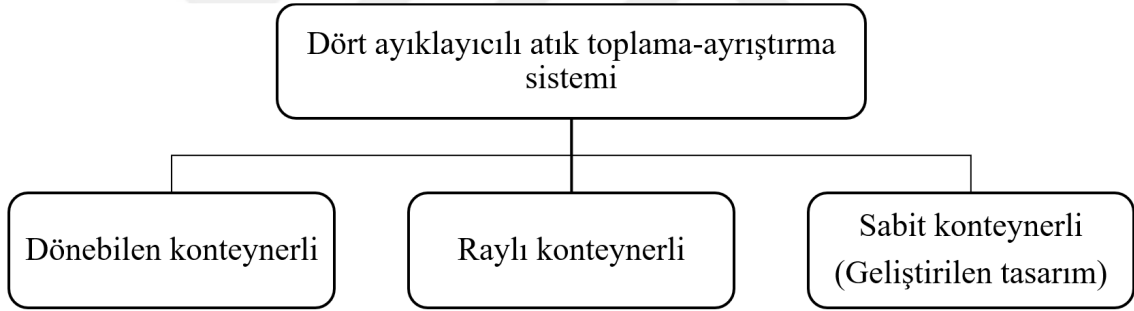 Dört ayıklayıcılı atık toplama-ayrıştırma
sistemi
Dönebilen konteynerli
Raylı konteynerli
Sabit konteynerli
(Geliştirilen tasarım)